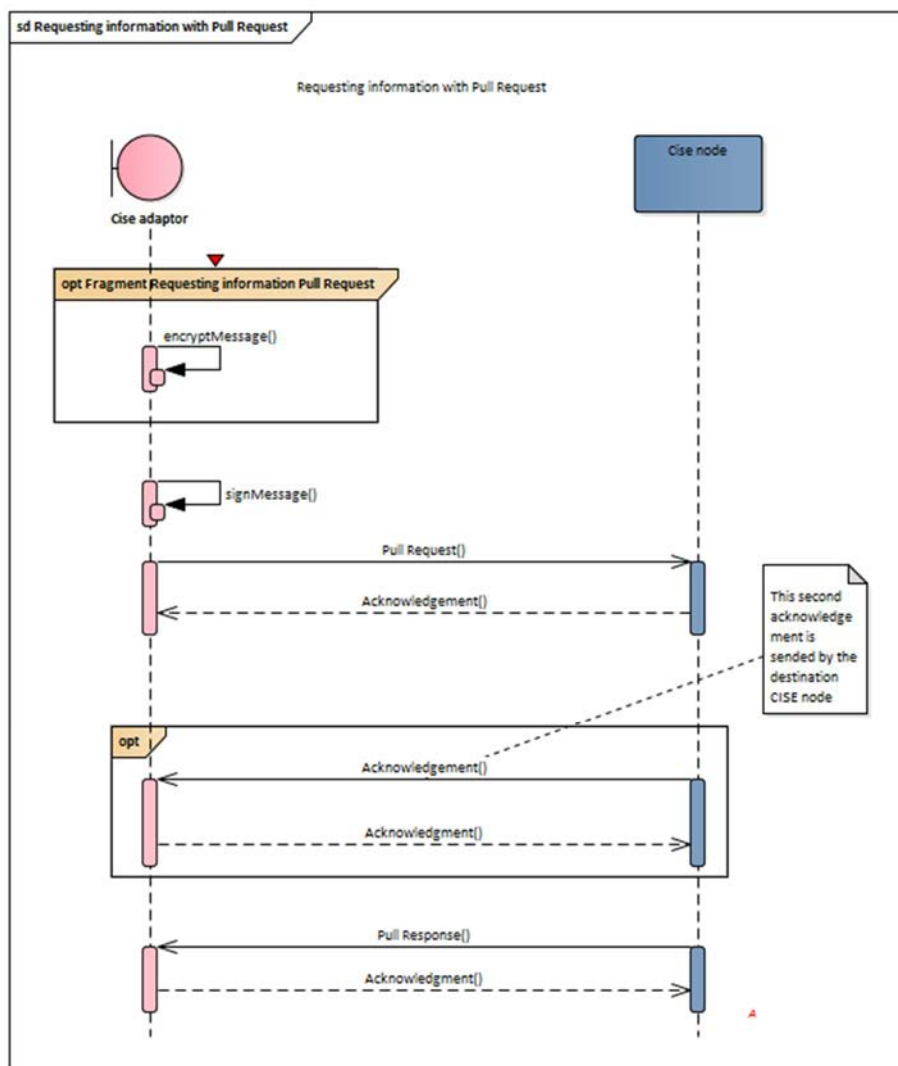 sd Requesting information with Pull Request
Requesting information with Pull Request
Cise node
Cise adaptor
opt Fragment Requesting information Pull Request
encryptMessage()
signMessage()
Pull Request()
Acknowledgement()
This second
acknowledge
ment is
sended by the
destination
CISE node
opt
Acknowledgement()
Acknowledgment()
Pull Response()
Acknowledgment()
A